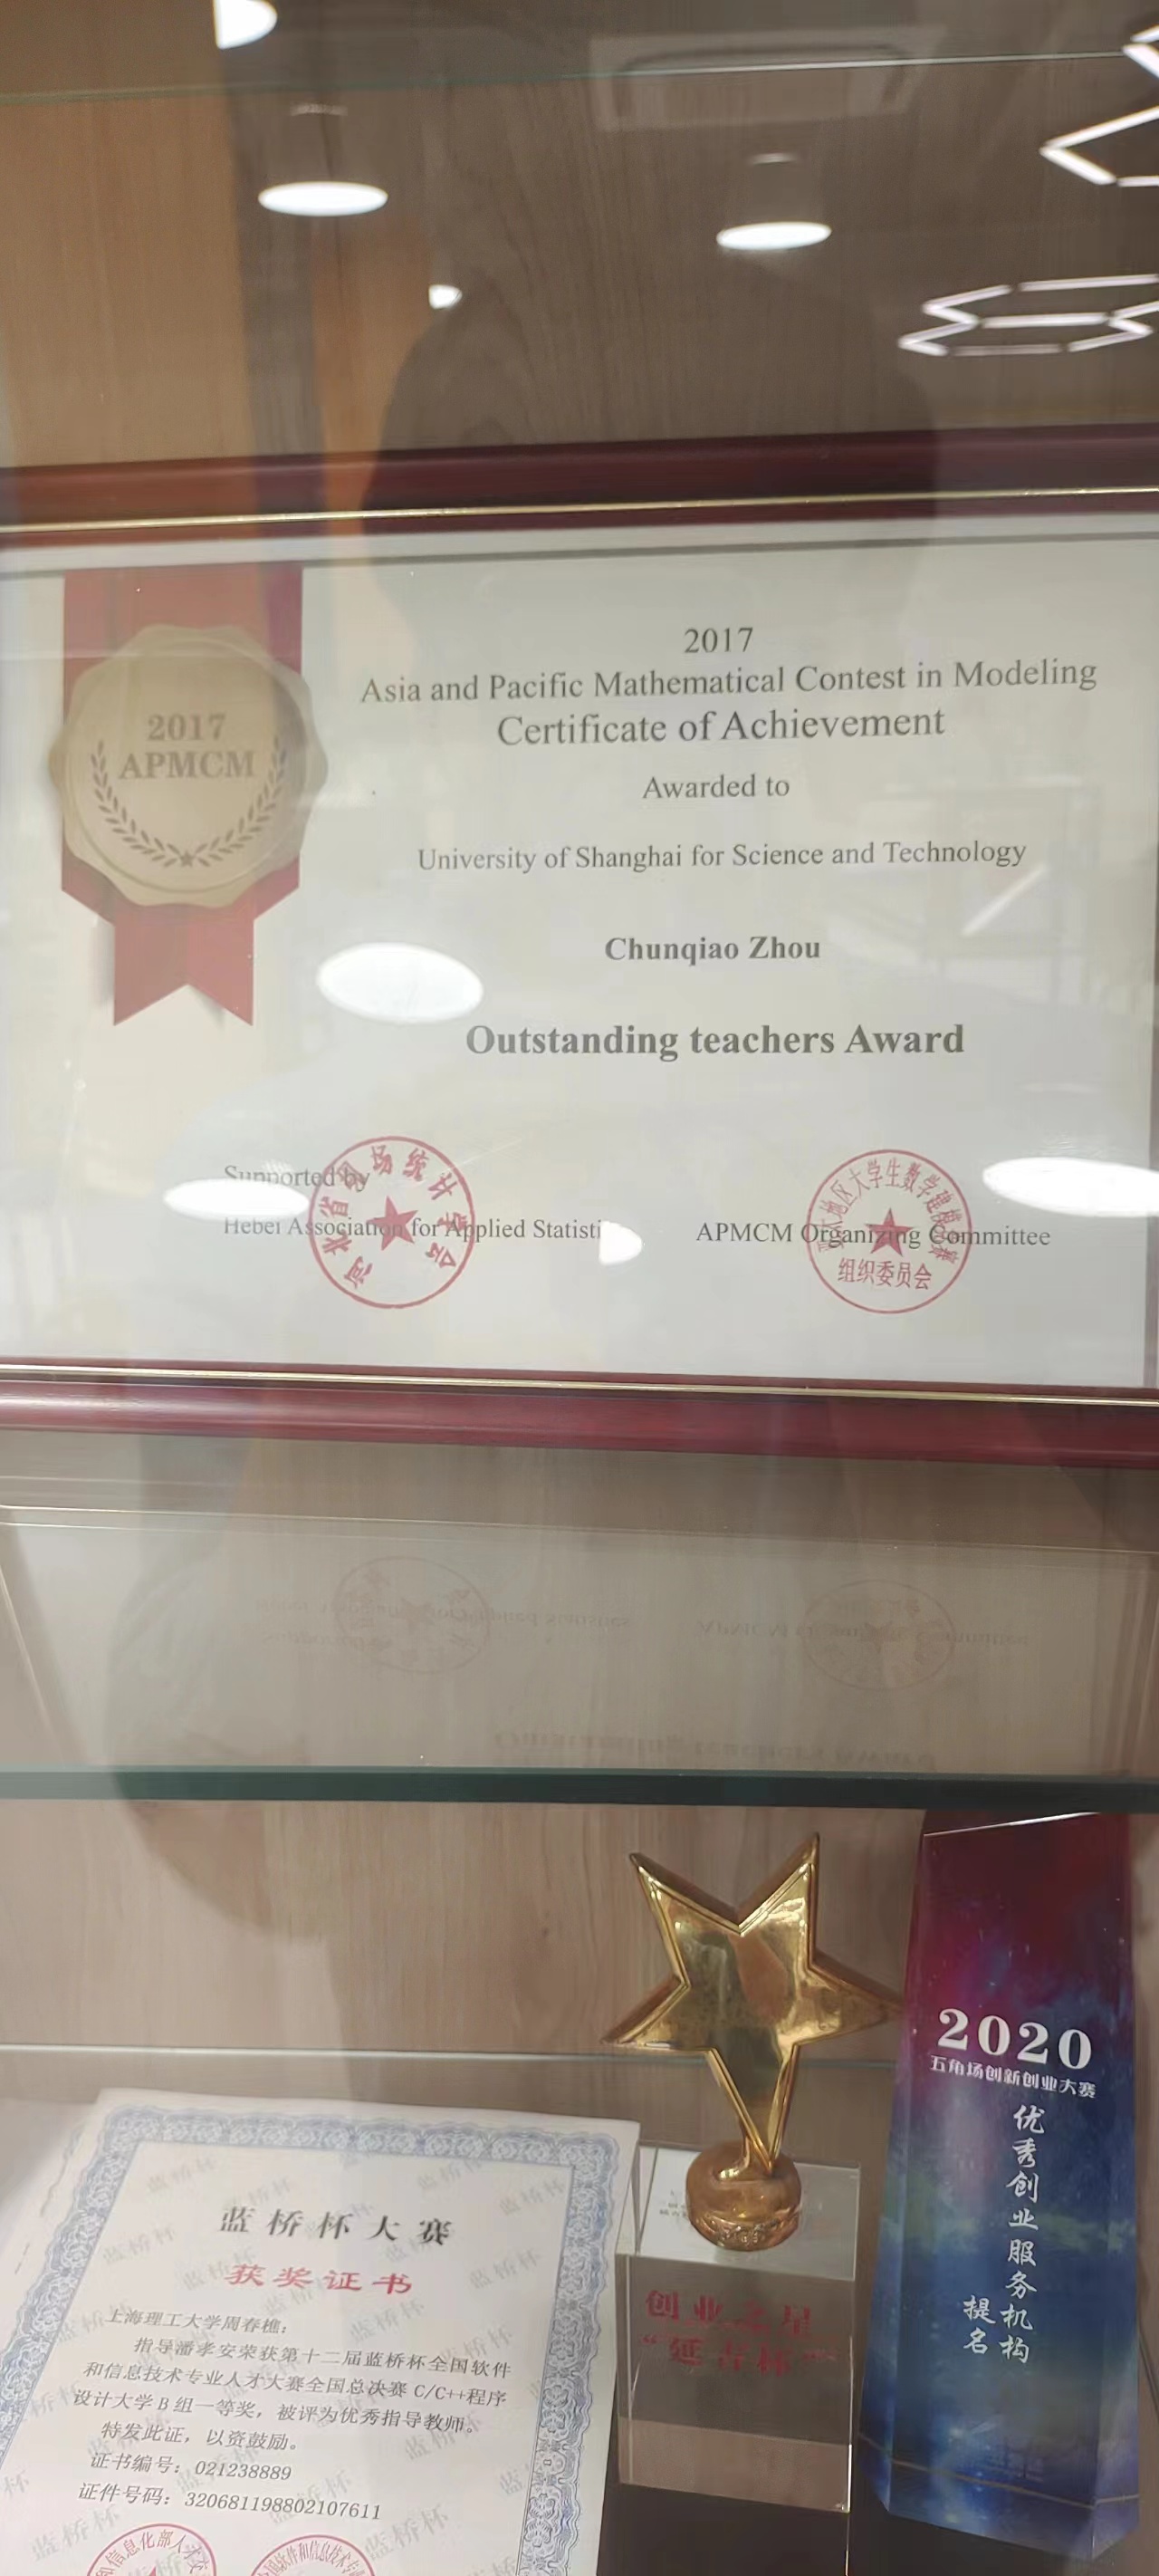 2017
Asia and Pacific Mathematical Contest in Modeling
Certificate of Achievement
Awarded to
University of Shanghai for Science and Technology
Chunqiao Zhou
Outstanding teachers Award
2017
APMCM
Supported by
Hebei Association for Applied Statisti
河北省现场统计学会
APMCM Organizing Committee
亚太地区大学生数学建模竞赛
组织委员会
2020
五角场创新创业大赛
优秀创业服务机构
提名
创业之星
“延吉杯”
蓝桥杯大赛
获奖证书
上海理工大学周春樵：
指导潘孝安荣获第十二届蓝桥杯全国软件
和信息技术专业人才大赛全国总决赛 C/C++程序
设计大学 B 组一等奖，被评为优秀指导教师。
特发此证，以资鼓励。
证书编号：021238889
证件号码：320681198802107611
蓝桥杯